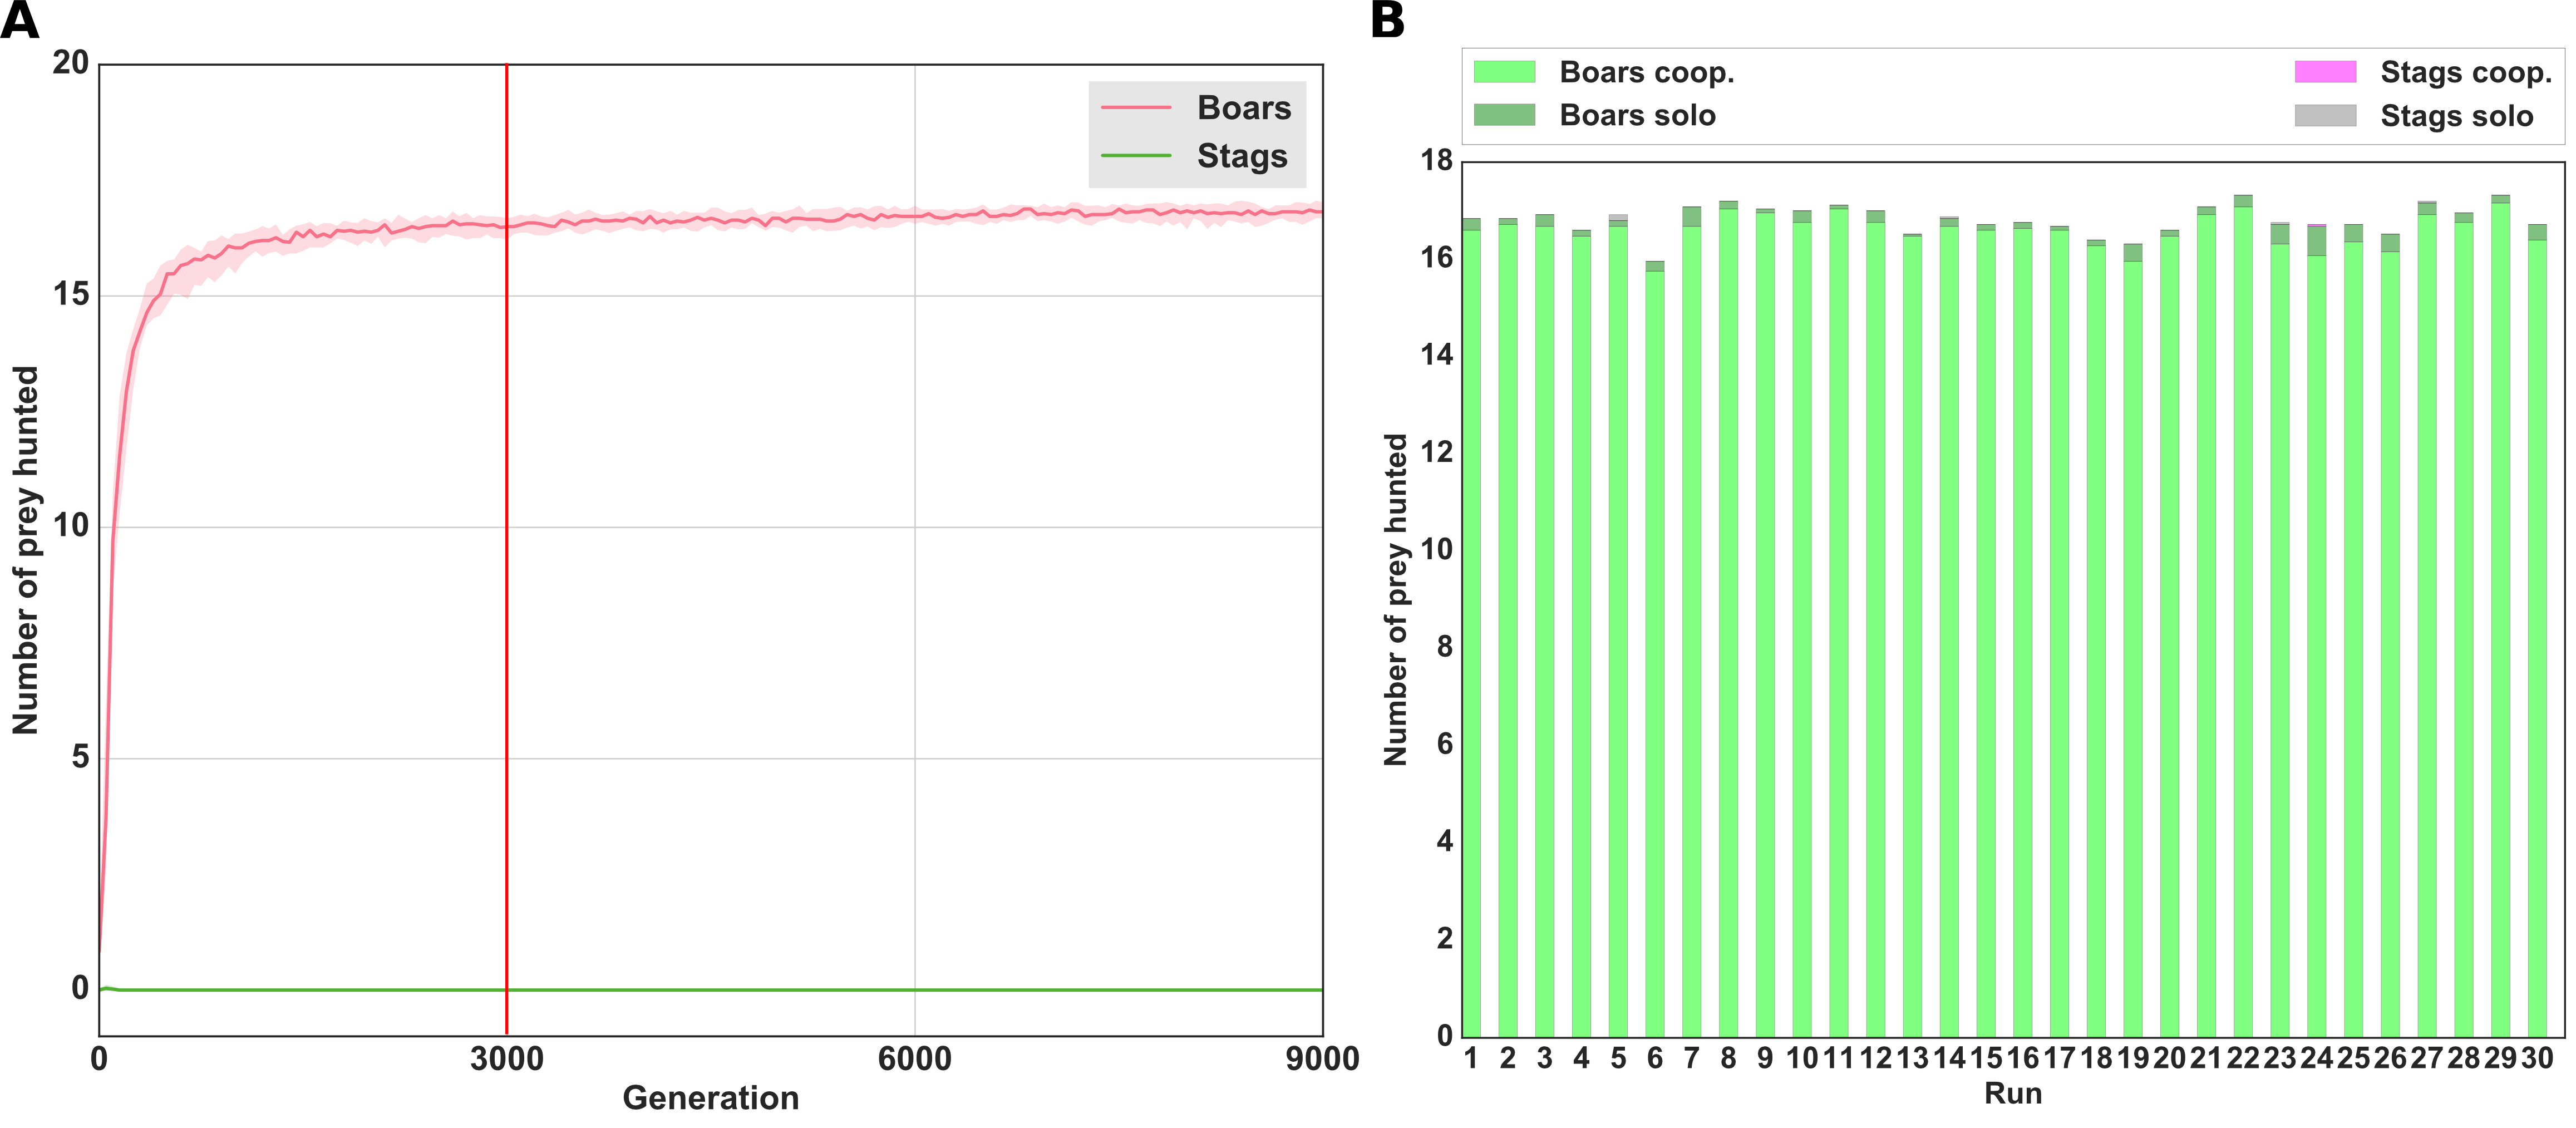 A
20
15
10
5
0
Number of prey hunted
Boars
Stags
0 3000 6000 9000
Generation
B
Boars coop. Stags coop.
Boars solo Stags solo
18
16
14
12
10
8
6
4
2
0
Number of prey hunted
1 2 3 4 5 6 7 8 9 10 11 12 13 14 15 16 17 18 19 20 21 22 23 24 25 26 27 28 29 30
Run